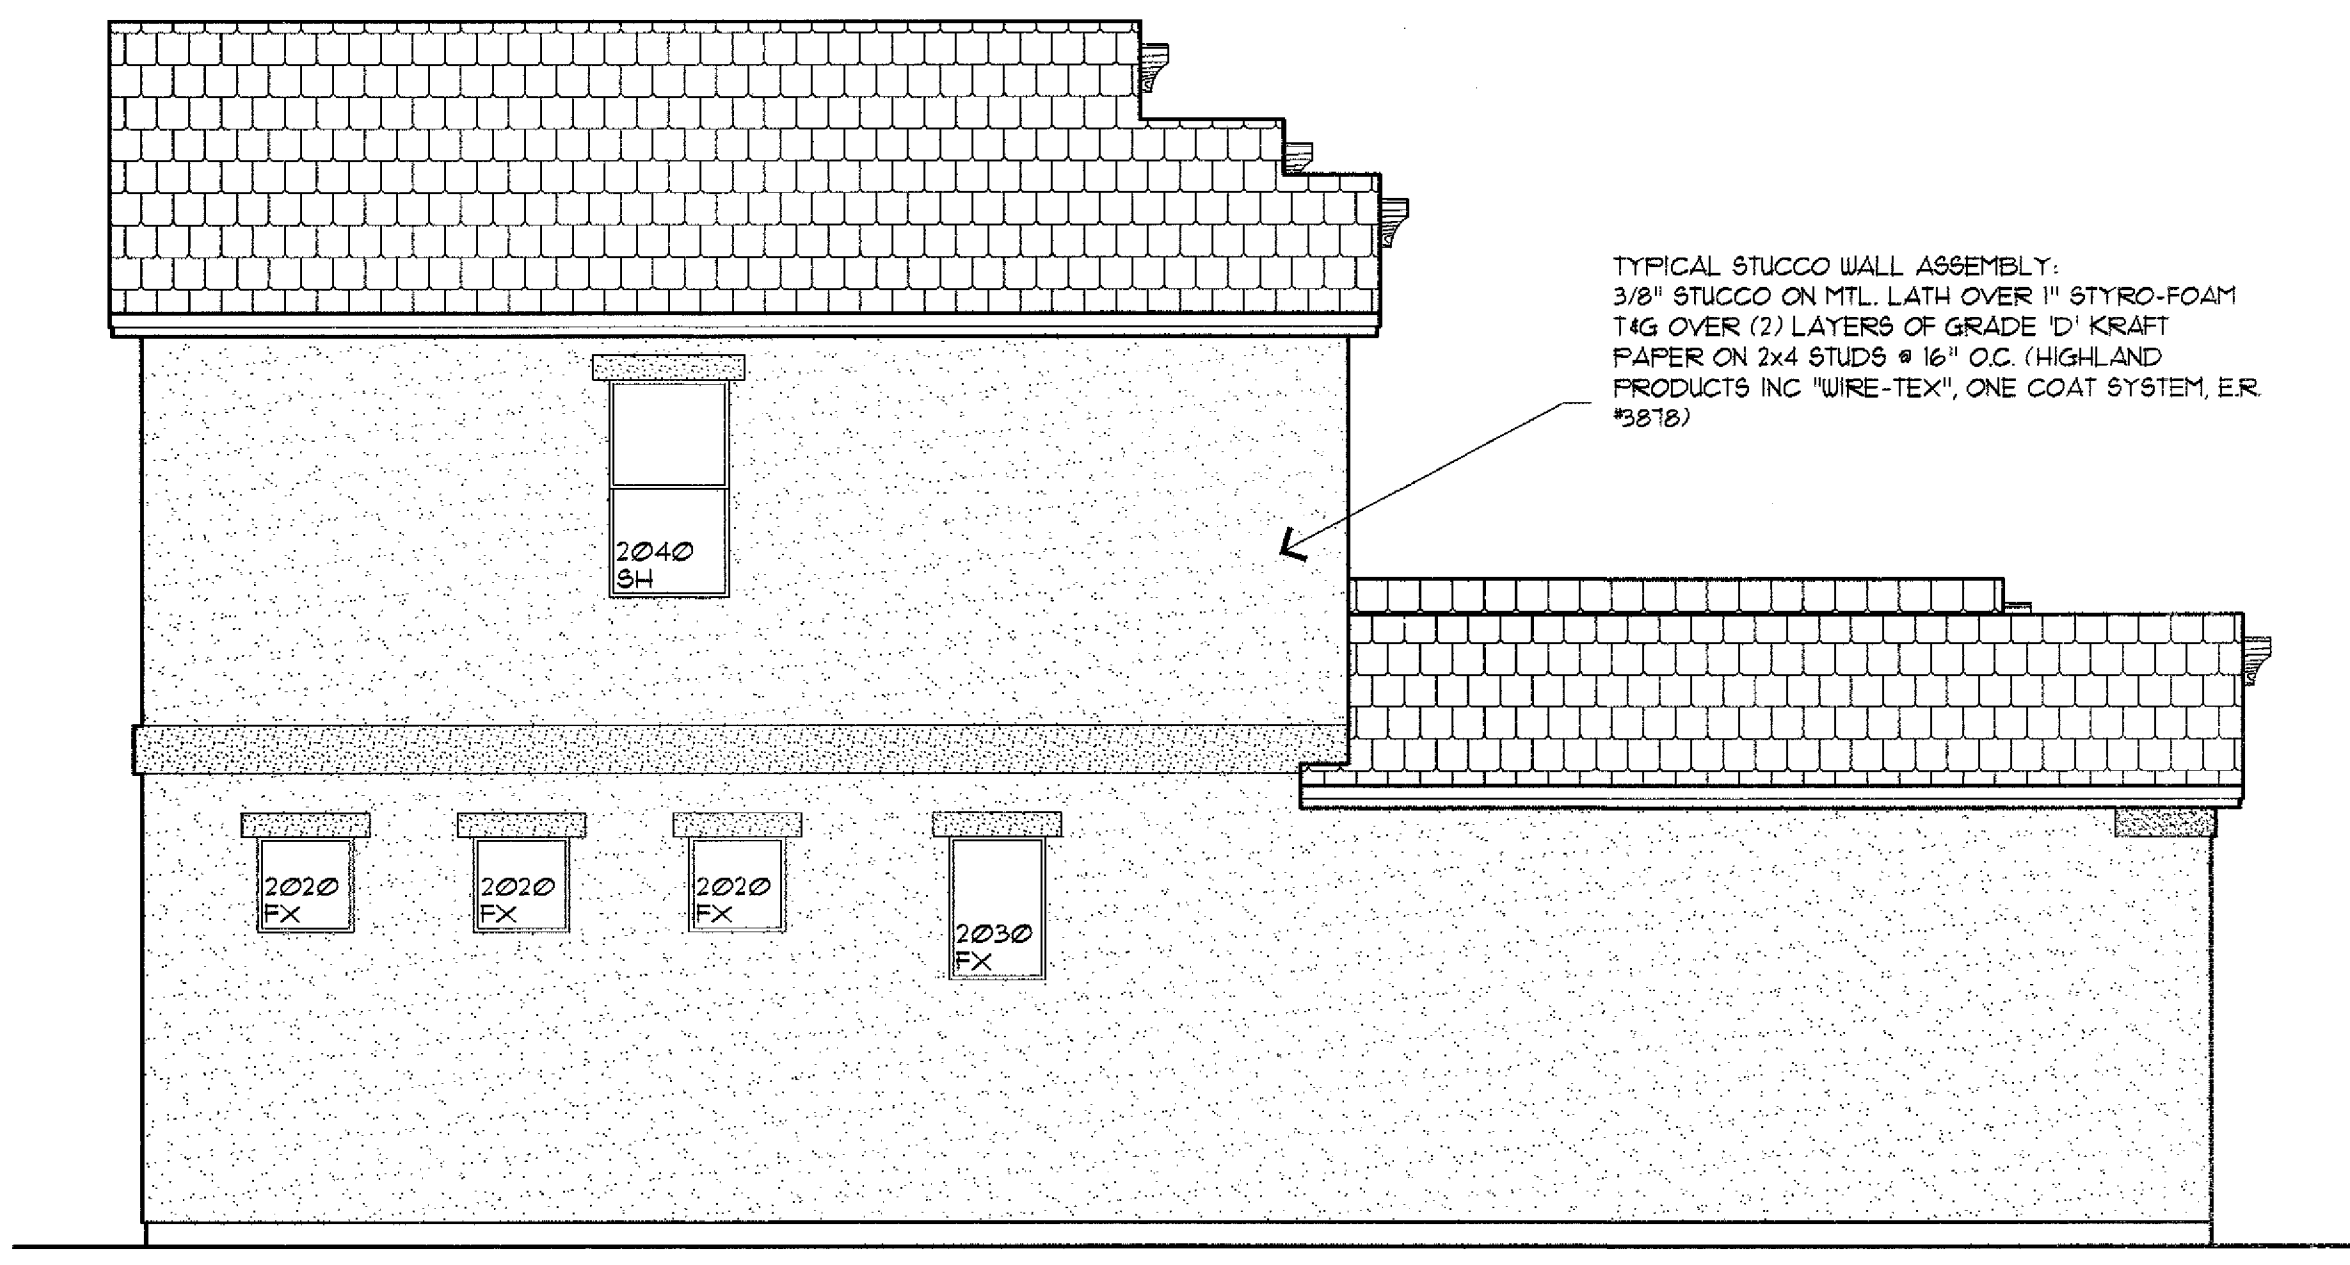 TYPICAL STUCCO WALL ASSEMBLY:
3/8" STUCCO ON MTL. LATH OVER 1" STYRO-FOAM
T&G OVER (2) LAYERS OF GRADE 'D' KRAFT
PAPER ON 2x4 STUDS @ 16" O.C. (HIGHLAND
PRODUCTS INC "WIRE-TEX", ONE COAT SYSTEM, E.R.
#3878)
2040
SH
2020
FX
2020
FX
2020
FX
2030
FX